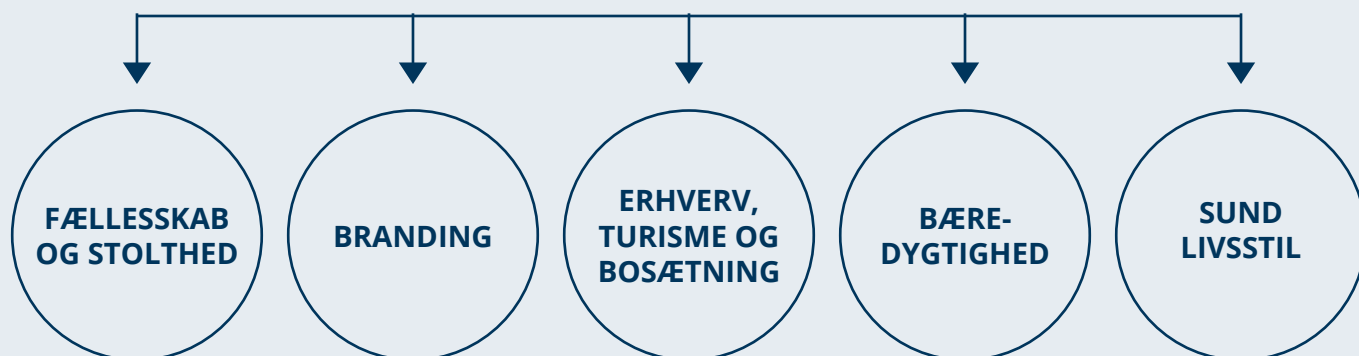 FÆLLESSKAB
OG STOLTHED
BRANDING
ERHVERV,
TURISME OG
BOSÆTNING
BÆRE-
DYGTIGHED
SUND
LIVSSTIL